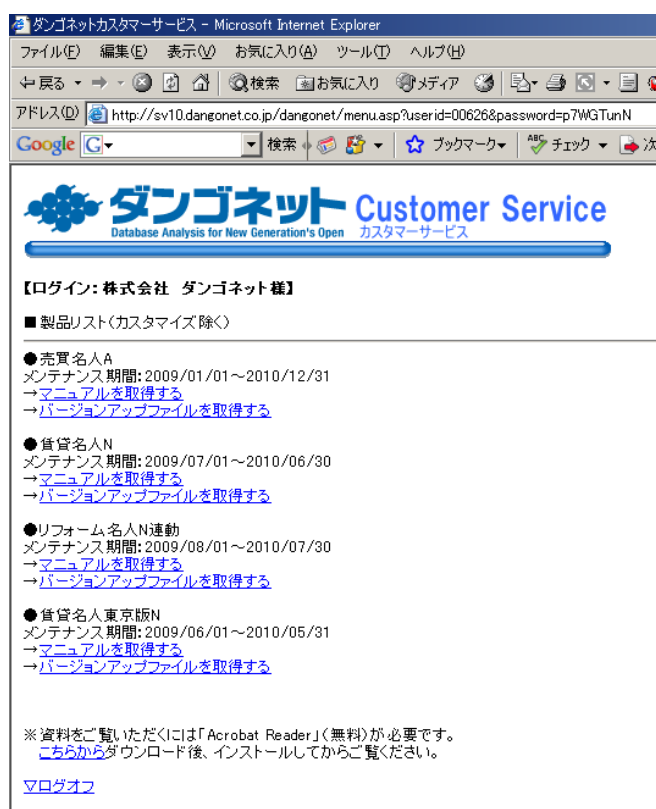 ダンゴネットカスタマーサービス - Microsoft Internet Explorer
ファイル(F) 編集(E) 表示(V) お気に入り(A) ツール(T) ヘルプ(H)
戻る 検索 お気に入り メディア
アドレス(D) http://sv10.dangonet.co.jp/dangonet/menu.asp?userid=00626&password=p7WGTunN
Google G 検索 ブックマーク ABC チェック 次
ダンゴネット Customer Service
Database Analysis for New Generation's Open カスタマーサービス
【ログイン:株式会社 ダンゴネット様】
■製品リスト(カスタマイズ除く)
●売買名人A
メンテナンス期間:2009/01/01~2010/12/31
→マニュアルを取得する
→バージョンアップファイルを取得する
●賃貸名人N
メンテナンス期間:2009/07/01~2010/06/30
→マニュアルを取得する
→バージョンアップファイルを取得する
●リフォーム名人N連動
メンテナンス期間:2009/08/01~2010/07/30
→マニュアルを取得する
→バージョンアップファイルを取得する
●賃貸名人東京版N
メンテナンス期間:2009/06/01~2010/05/31
→マニュアルを取得する
→バージョンアップファイルを取得する
※資料をご覧いただくには「Acrobat Reader」(無料)が必要です。
こちらからダウンロード後、インストールしてからご覧ください。
▽ログオフ